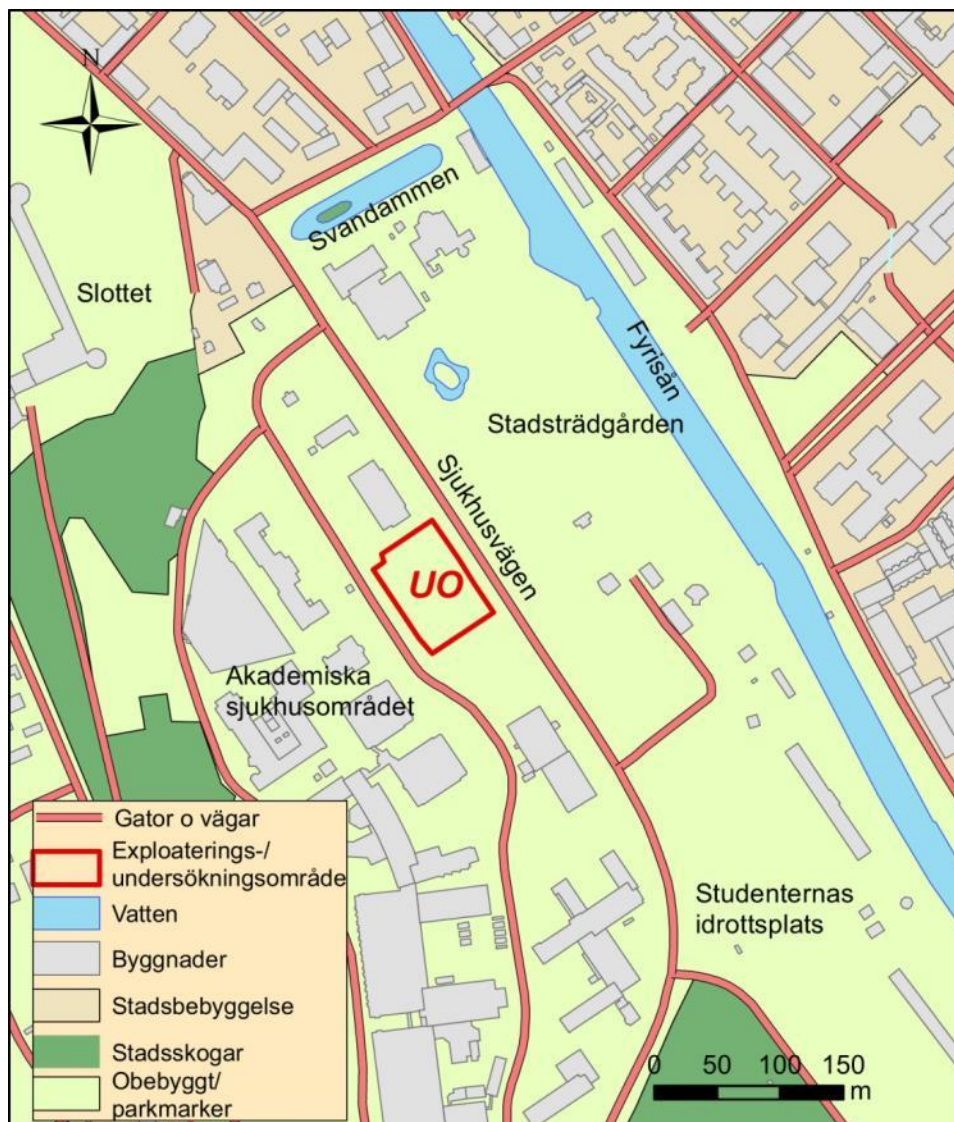 N
Svandammen
Slottet
Fyrisån
Stadsträdgården
Sjukhusvägen
UO
Akademiska
sjukhusområdet
Gator o vägar
Exploaterings-/
undersökningsområde
Vatten
Byggnader
Stadsbebyggelse
Stadsskogar
Obebyggt/
parkmarker
Studenternas
idrottsplats
0 50 100 150
m